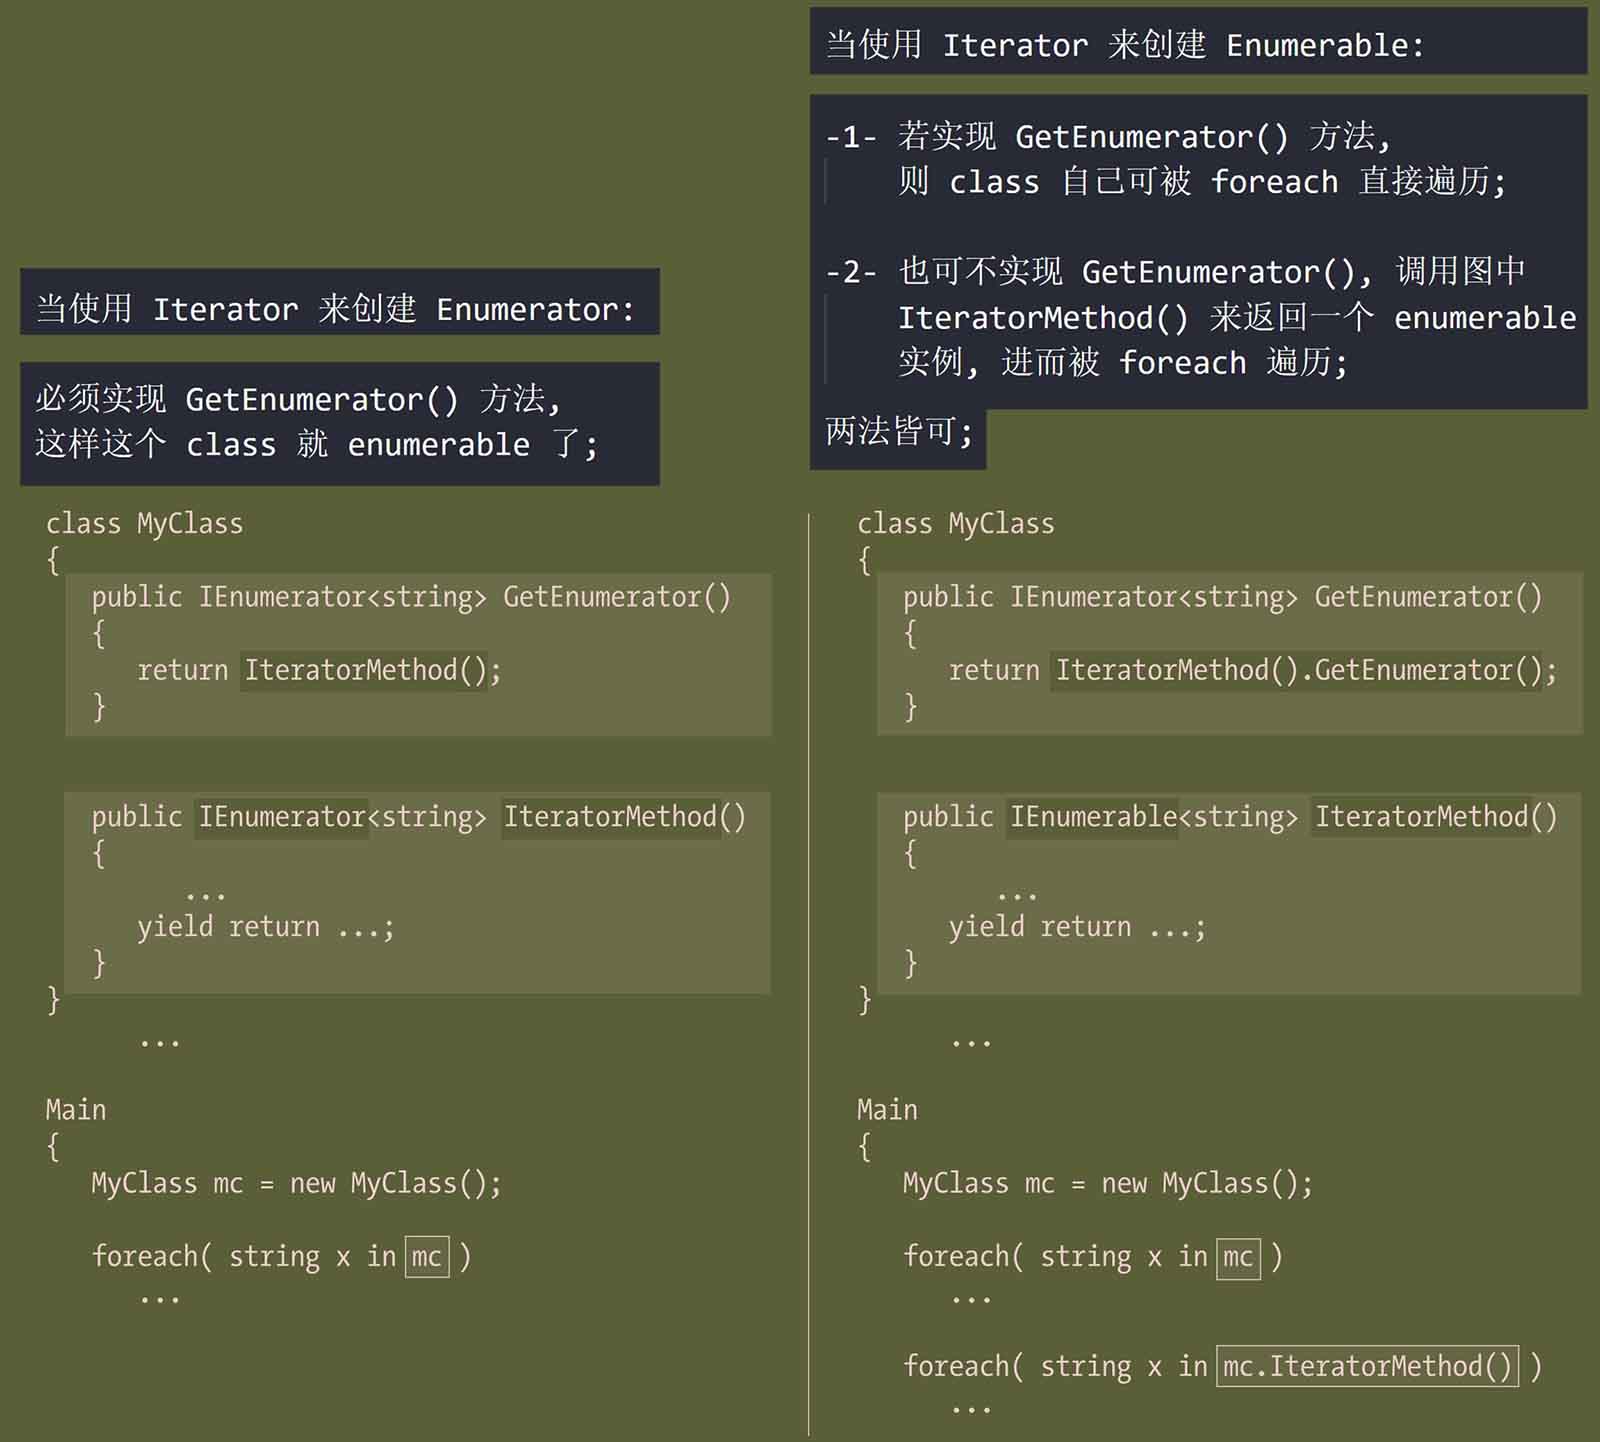 当使用 Iterator 来创建 Enumerator:
必须实现 GetEnumerator() 方法,
这样这个 class 就 enumerable 了;
class MyClass
{
public IEnumerator<string> GetEnumerator()
{
return IteratorMethod();
}
public IEnumerator<string> IteratorMethod()
{
...
yield return ...;
}
}
...
Main
{
MyClass mc = new MyClass();
foreach( string x in mc )
...
当使用 Iterator 来创建 Enumerable:
-1- 若实现 GetEnumerator() 方法,
则 class 自己可被 foreach 直接遍历;
-2- 也可不实现 GetEnumerator(), 调用图中
IteratorMethod() 来返回一个 enumerable
实例, 进而被 foreach 遍历;
两法皆可;
class MyClass
{
public IEnumerator<string> GetEnumerator()
{
return IteratorMethod().GetEnumerator();
}
public IEnumerable<string> IteratorMethod()
{
...
yield return ...;
}
}
...
Main
{
MyClass mc = new MyClass();
foreach( string x in mc )
...
foreach( string x in mc.IteratorMethod() )
...